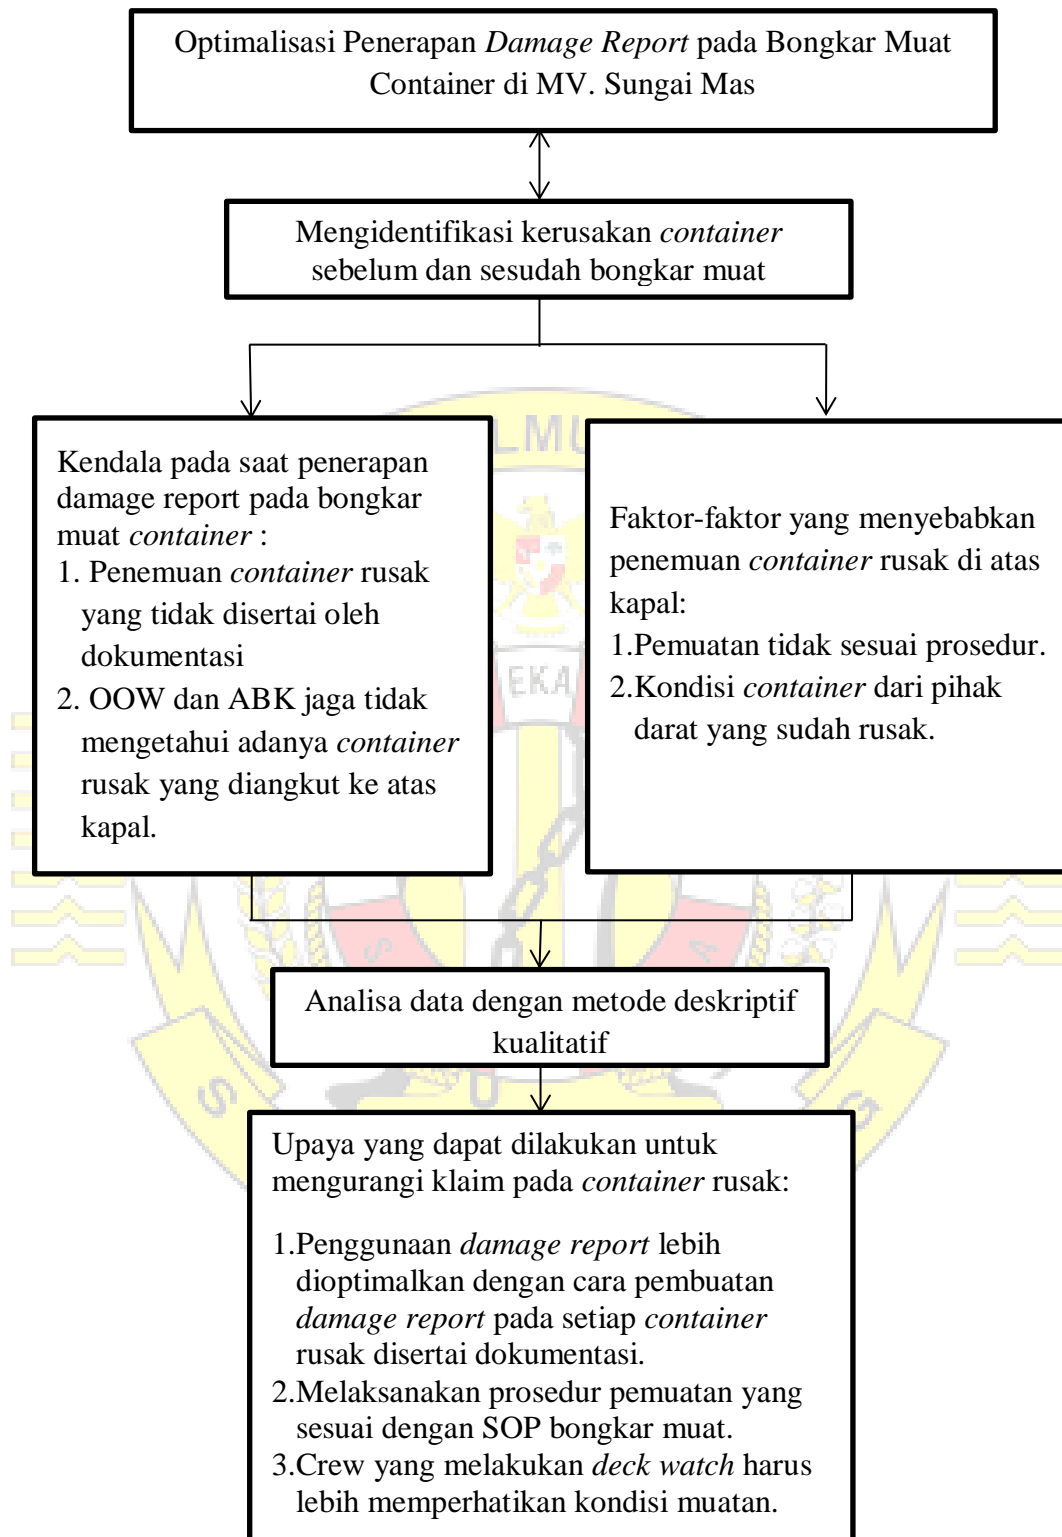 Optimalisasi Penerapan Damage Report pada Bongkar Muat
Container di MV. Sungai Mas
Mengidentifikasi kerusakan container
sebelum dan sesudah bongkar muat
Kendala pada saat penerapan
damage report pada bongkar
muat container :
1. Penemuan container rusak
yang tidak disertai oleh
dokumentasi
2. OOW dan ABK jaga tidak
mengetahui adanya container
rusak yang diangkut ke atas
kapal.
Faktor-faktor yang menyebabkan
penemuan container rusak di atas
kapal:
1.Pemuatan tidak sesuai prosedur.
2.Kondisi container dari pihak
darat yang sudah rusak.
LMU
EKA
S
A
Analisa data dengan metode deskriptif
kualitatif
S
U
G
Upaya yang dapat dilakukan untuk
mengurangi klaim pada container rusak:
1.Penggunaan damage report lebih
dioptimalkan dengan cara pembuatan
damage report pada setiap container
rusak disertai dokumentasi.
2.Melaksanakan prosedur pemuatan yang
sesuai dengan SOP bongkar muat.
3.Crew yang melakukan deck watch harus
lebih memperhatikan kondisi muatan.